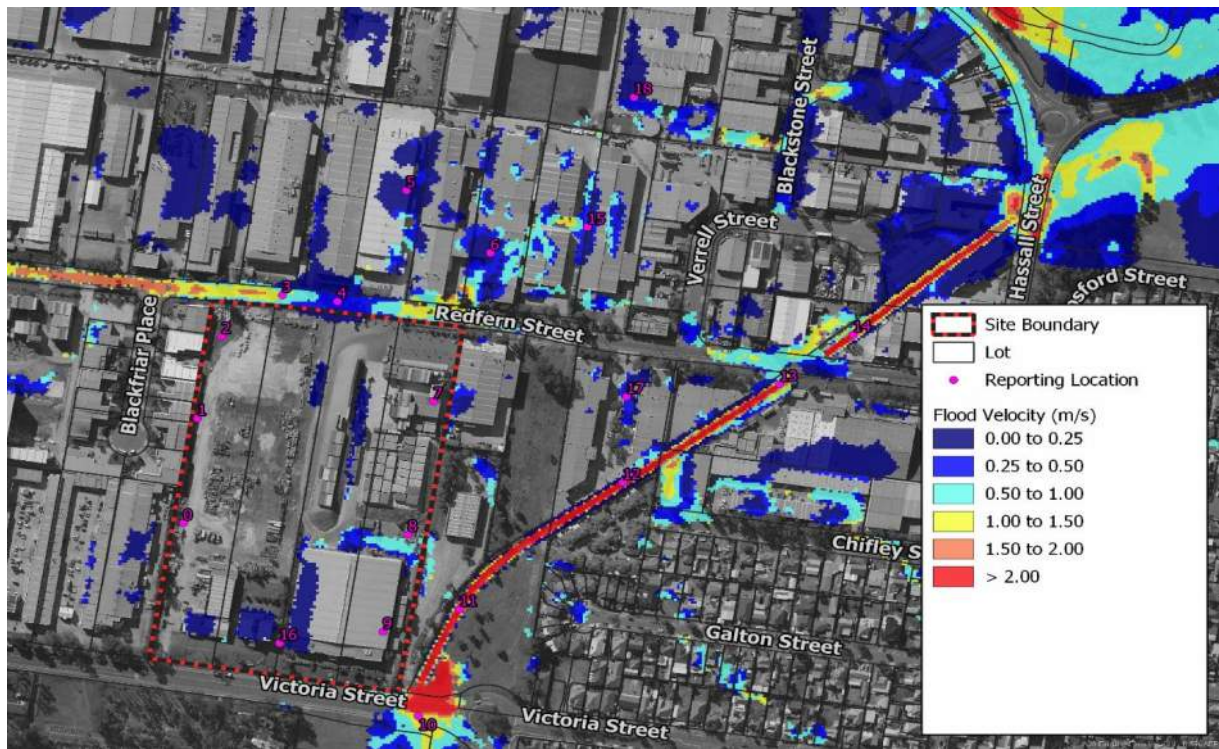 18
Blackstone Street
5
15
6
Verrell Street
Hassall Street
3
4
Redfern Street
14
2
Blackfriar Place
13
17
7
1
12
0
8
Chifley S
11
16
9
Galton Street
Victoria Street
10
Victoria Street
Site Boundary
Lot
Reporting Location
Flood Velocity (m/s)
0.00 to 0.25
0.25 to 0.50
0.50 to 1.00
1.00 to 1.50
1.50 to 2.00
> 2.00